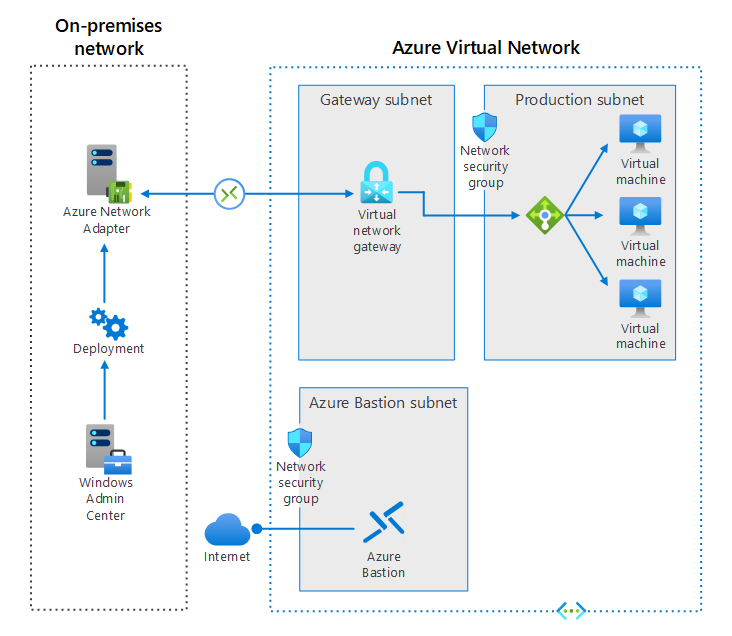 On-premises
network
Azure Network
Adapter
Deployment
Windows
Admin
Center
Azure Virtual Network
Gateway subnet
Virtual
network
gateway
Production subnet
Network
security
group
Virtual
machine
Virtual
machine
Virtual
machine
Azure Bastion subnet
Network
security
group
Internet
Azure
Bastion